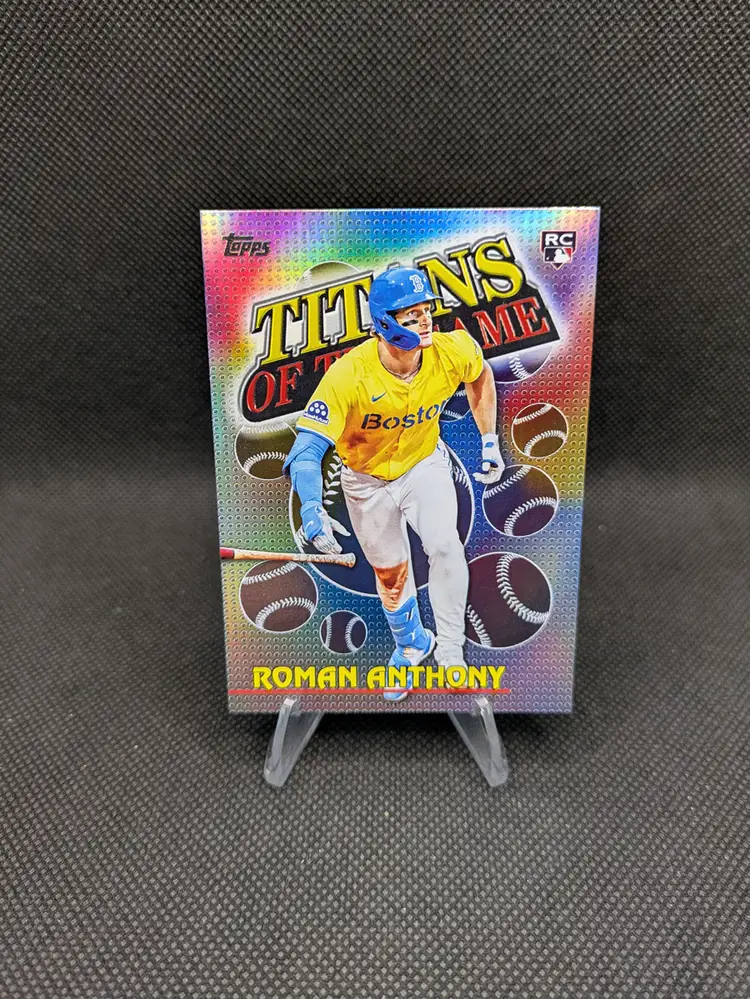 Topps
RC
TITANS
OF THE GAME
B
Boston
ROMAN ANTHONY